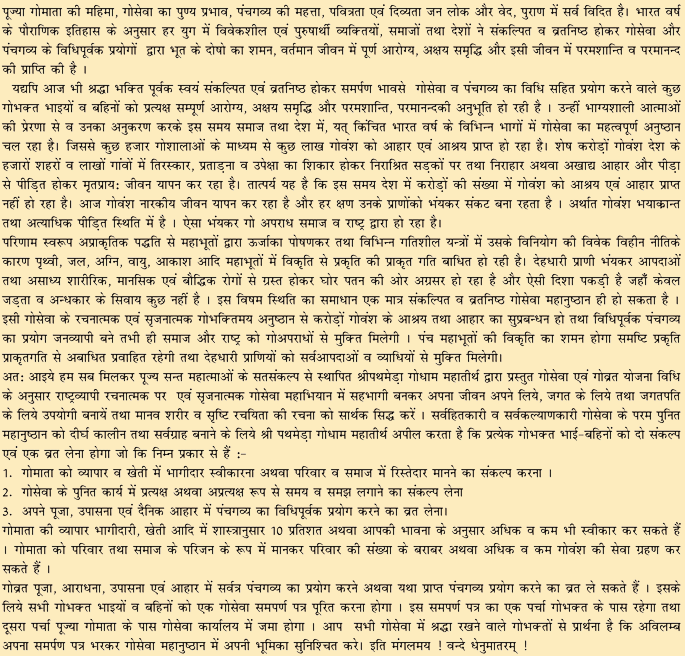 पूज्या गोमाता की महिमा, गोसेवा का पुण्य प्रभाव, पंचगव्य की महत्ता, पवित्रता एवं दिव्यता जन लोक और वेद, पुराण में सर्व विदित है। भारत वर्ष
के पौराणिक इतिहास के अनुसार हर युग में विवेकशील एवं पुरुषार्थी व्यक्तियों, समाजों तथा देशों ने संकल्पित व व्रतनिष्ठ होकर गोसेवा और
पंचगव्य के विधिपूर्वक प्रयोगों द्वारा भूत के दोषो का शमन, वर्तमान जीवन में पूर्ण आरोग्य, अक्षय समृद्धि और इसी जीवन में परमशान्ति व परमानन्द
की प्राप्ति की है ।
यद्यपि आज भी श्रद्धा भक्ति पूर्वक स्वयं संकल्पित एवं व्रतनिष्ठ होकर समर्पण भावसे गोसेवा व पंचगव्य का विधि सहित प्रयोग करने वाले कुछ
गोभक्त भाइयों व बहिनों को प्रत्यक्ष सम्पूर्ण आरोग्य, अक्षय समृद्धि और परमशान्ति, परमानन्दकी अनुभूति हो रही है । उन्हीं भाग्यशाली आत्माओं
की प्रेरणा से व उनका अनुकरण करके इस समय समाज तथा देश में, यत् किंचित भारत वर्ष के विभिन्न भागों में गोसेवा का महत्वपूर्ण अनुष्ठान
चल रहा है। जिससे कुछ हजार गोशालाओं के माध्यम से कुछ लाख गोवंश को आहार एवं आश्रय प्राप्त हो रहा है। शेष करोड़ों गोवंश देश के
हजारों शहरों व लाखों गांवों में तिरस्कार, प्रताड़ना व उपेक्षा का शिकार होकर निराश्रित सड़कों पर तथा निराहार अथवा अखाद्य आहार और पीड़ा
से पीड़ित होकर मृतप्राय: जीवन यापन कर रहा है। तात्पर्य यह है कि इस समय देश में करोड़ों की संख्या में गोवंश को आश्रय एवं आहार प्राप्त
नहीं हो रहा है। आज गोवंश नारकीय जीवन यापन कर रहा है और हर क्षण उनके प्राणोंको भंयकर संकट बना रहता है । अर्थात गोवंश भयाक्रान्त
तथा अत्याधिक पीड़ित स्थिति में है । ऐसा भंयकर गो अपराध समाज व राष्ट्र द्वारा हो रहा है।
परिणाम स्वरूप अप्राकृतिक पद्धति से महाभूतों द्वारा ऊर्जाका पोषणकर तथा विभिन्न गतिशील यन्त्रों में उसके विनियोग की विवेक विहीन नीतिके
कारण पृथ्वी, जल, अग्नि, वायु, आकाश आदि महाभूतों में विकृति से प्रकृति की प्राकृत गति बाधित हो रही है। देहधारी प्राणी भंयकर आपदाओं
तथा असाध्य शारीरिक, मानसिक एवं बौद्धिक रोगों से ग्रस्त होकर घोर पतन की ओर अग्रसर हो रहा है और ऐसी दिशा पकड़ी है जहाँ केवल
जड़ता व अन्धकार के सिवाय कुछ नहीं है । इस विषम स्थिति का समाधान एक मात्र संकल्पित व व्रतनिष्ठ गोसेवा महानुष्ठान ही हो सकता है ।
इसी गोसेवा के रचनात्मक एवं सृजनात्मक गोभक्तिमय अनुष्ठान से करोड़ों गोवंश के आश्रय तथा आहार का सुप्रबन्धन हो तथा विधिपूर्वक पंचगव्य
का प्रयोग जनव्यापी बने तभी ही समाज और राष्ट्र को गोअपराधों से मुक्ति मिलेगी । पंच महाभूतों की विकृति का शमन होगा समष्टि प्रकृति
प्राकृतगति से अबाधित प्रवाहित रहेगी तथा देहधारी प्राणियों को सर्वआपदाओं व व्याधियों से मुक्ति मिलेगी।
अत: आइये हम सब मिलकर पूज्य सन्त महात्माओं के सतसंकल्प से स्थापित श्रीपथमेड़ा गोधाम महातीर्थ द्वारा प्रस्तुत गोसेवा एवं गोव्रत योजना विधि
के अनुसार राष्ट्रव्यापी रचनात्मक पर एवं सृजनात्मक गोसेवा महाभियान में सहभागी बनकर अपना जीवन अपने लिये, जगत के लिये तथा जगतपति
के लिये उपयोगी बनायें तथा मानव शरीर व सृष्टि रचयिता की रचना को सार्थक सिद्ध करें । सर्वहितकारी व सर्वकल्याणकारी गोसेवा के परम पुनित
महानुष्ठान को दीर्घ कालीन तथा सर्वग्राह बनाने के लिये श्री पथमेड़ा गोधाम महातीर्थ अपील करता है कि प्रत्येक गोभक्त भाई-बहिनों को दो संकल्प
एवं एक व्रत लेना होगा जो कि निम्न प्रकार से हैं :-
1. गोमाता को व्यापार व खेती में भागीदार स्वीकारना अथवा परिवार व समाज में रिस्तेदार मानने का संकल्प करना ।
2. गोसेवा के पुनित कार्य में प्रत्यक्ष अथवा अप्रत्यक्ष रूप से समय व समझ लगाने का संकल्प लेना
3. अपने पूजा, उपासना एवं दैनिक आहार में पंचगव्य का विधिपूर्वक प्रयोग करने का व्रत लेना।
गोमाता की व्यापार भागीदारी, खेती आदि में शास्त्रानुसार 10 प्रतिशत अथवा आपकी भावना के अनुसार अधिक व कम भी स्वीकार कर सकते हैं
। गोमाता को परिवार तथा समाज के परिजन के रूप में मानकर परिवार की संख्या के बराबर अथवा अधिक व कम गोवंश की सेवा ग्रहण कर
सकते हैं ।
गोव्रत पूजा, आराधना, उपासना एवं आहार में सर्वत्र पंचगव्य का प्रयोग करने अथवा यथा प्राप्त पंचगव्य प्रयोग करने का व्रत ले सकते हैं । इसके
लिये सभी गोभक्त भाइयों व बहिनों को एक गोसेवा समपर्ण पत्र पूरित करना होगा । इस समपर्ण पत्र का एक पर्चा गोभक्त के पास रहेगा तथा
दूसरा पर्चा पूज्या गोमाता के पास गोसेवा कार्यालय में जमा होगा । आप सभी गोसेवा में श्रद्धा रखने वाले गोभक्तों से प्रार्थना है कि अविलम्ब
अपना समर्पण पत्र भरकर गोसेवा महानुष्ठान में अपनी भूमिका सुनिश्चित करे। इति मंगलमय ! वन्दे धेनुमातरम् !